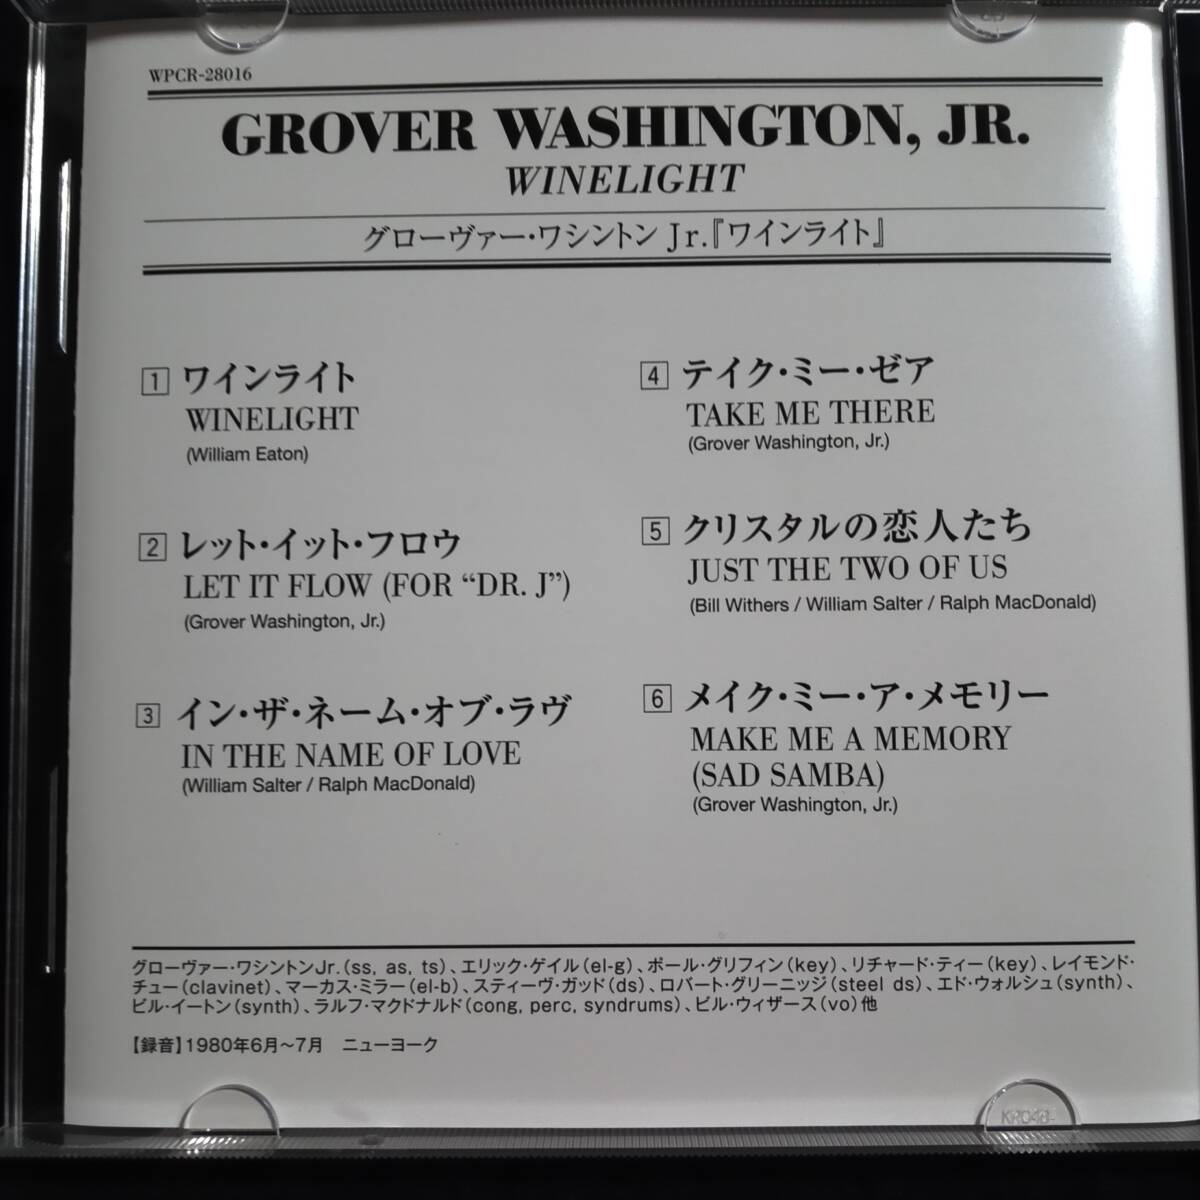 WPCR-28016
GROVER WASHINGTON, JR.
WINELIGHT
グローヴァー・ワシントン Jr.『ワインライト』
1 ワインライト
WINELIGHT
(William Eaton)
2 レット・イット・フロウ
LET IT FLOW (FOR “DR. J”)
(Grover Washington, Jr.)
3 イン・ザ・ネーム・オブ・ラヴ
IN THE NAME OF LOVE
(William Salter / Ralph MacDonald)
4 テイク・ミー・ゼア
TAKE ME THERE
(Grover Washington, Jr.)
5 クリスタルの恋人たち
JUST THE TWO OF US
(Bill Withers / William Salter / Ralph MacDonald)
6 メイク・ミー・ア・メモリー
MAKE ME A MEMORY
(SAD SAMBA)
(Grover Washington, Jr.)
グローヴァー・ワシントンJr.(ss, as, ts)、エリック・ゲイル(el-g)、ポール・グリフィン(key)、リチャード・ティー(key)、レイモンド・
チュー(clavinet)、マーカス・ミラー(el-b)、スティーヴ・ガッド(ds)、ロバート・グリーニッジ(steel ds)、エド・ウォルシュ(synth)、
ビル・イートン(synth)、ラルフ・マクドナルド(cong, perc, syndrums)、ビル・ウィザース(vo)他
【録音】1980年6月～7月　ニューヨーク